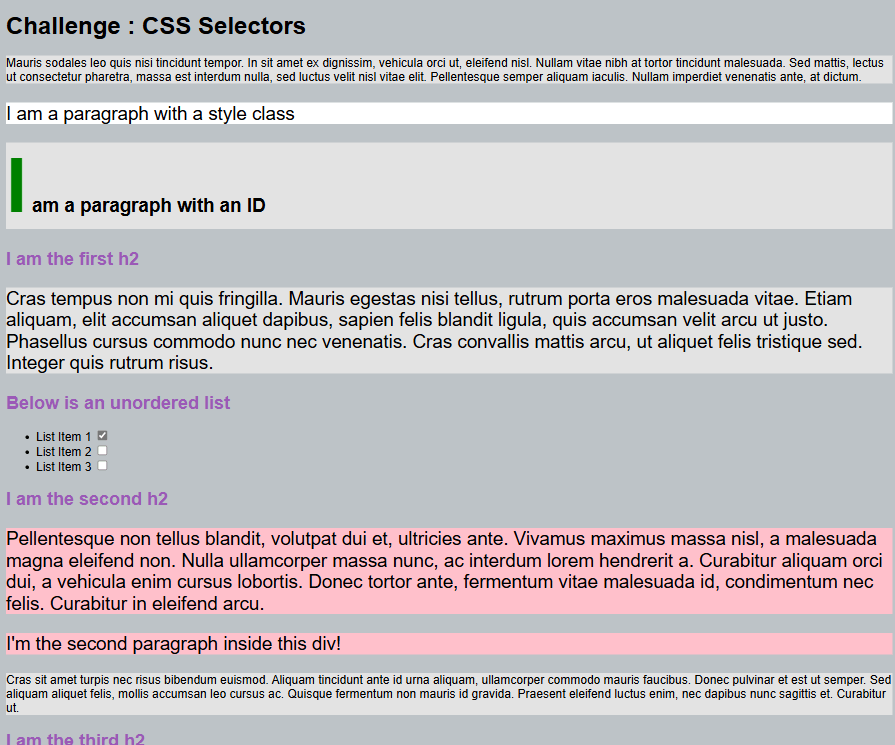 Challenge : CSS Selectors
Mauris sodales leo quis nisi tincidunt tempor. In sit amet ex dignissim, vehicula orci ut, eleifend nisl. Nullam vitae nibh at tortor tincidunt malesuada. Sed mattis, lectus
ut consectetur pharetra, massa est interdum nulla, sed luctus velit nisl vitae elit. Pellentesque semper aliquam iaculis. Nullam imperdiet venenatis ante, at dictum.
I am a paragraph with a style class
I am a paragraph with an ID
I am the first h2
Cras tempus non mi quis fringilla. Mauris egestas nisi tellus, rutrum porta eros malesuada vitae. Etiam
aliquam, elit accumsan aliquet dapibus, sapien felis blandit ligula, quis accumsan velit arcu ut justo.
Phasellus cursus commodo nunc nec venenatis. Cras convallis mattis arcu, ut aliquet felis tristique sed.
Integer quis rutrum risus.
Below is an unordered list
• List Item 1
• List Item 2
• List Item 3
I am the second h2
Pellentesque non tellus blandit, volutpat dui et, ultricies ante. Vivamus maximus massa nisl, a malesuada
magna eleifend non. Nulla ullamcorper massa nunc, ac interdum lorem hendrerit a. Curabitur aliquam orci
dui, a vehicula enim cursus lobortis. Donec tortor ante, fermentum vitae malesuada id, condimentum nec
felis. Curabitur in eleifend arcu.
I'm the second paragraph inside this div!
Cras sit amet turpis nec risus bibendum euismod. Aliquam tincidunt ante id urna aliquam, ullamcorper commodo mauris faucibus. Donec pulvinar et est ut semper. Sed
aliquam aliquet felis, mollis accumsan leo cursus ac. Quisque fermentum non mauris id gravida. Praesent eleifend luctus enim, nec dapibus nunc sagittis et. Curabitur
ut.
I am the third h2